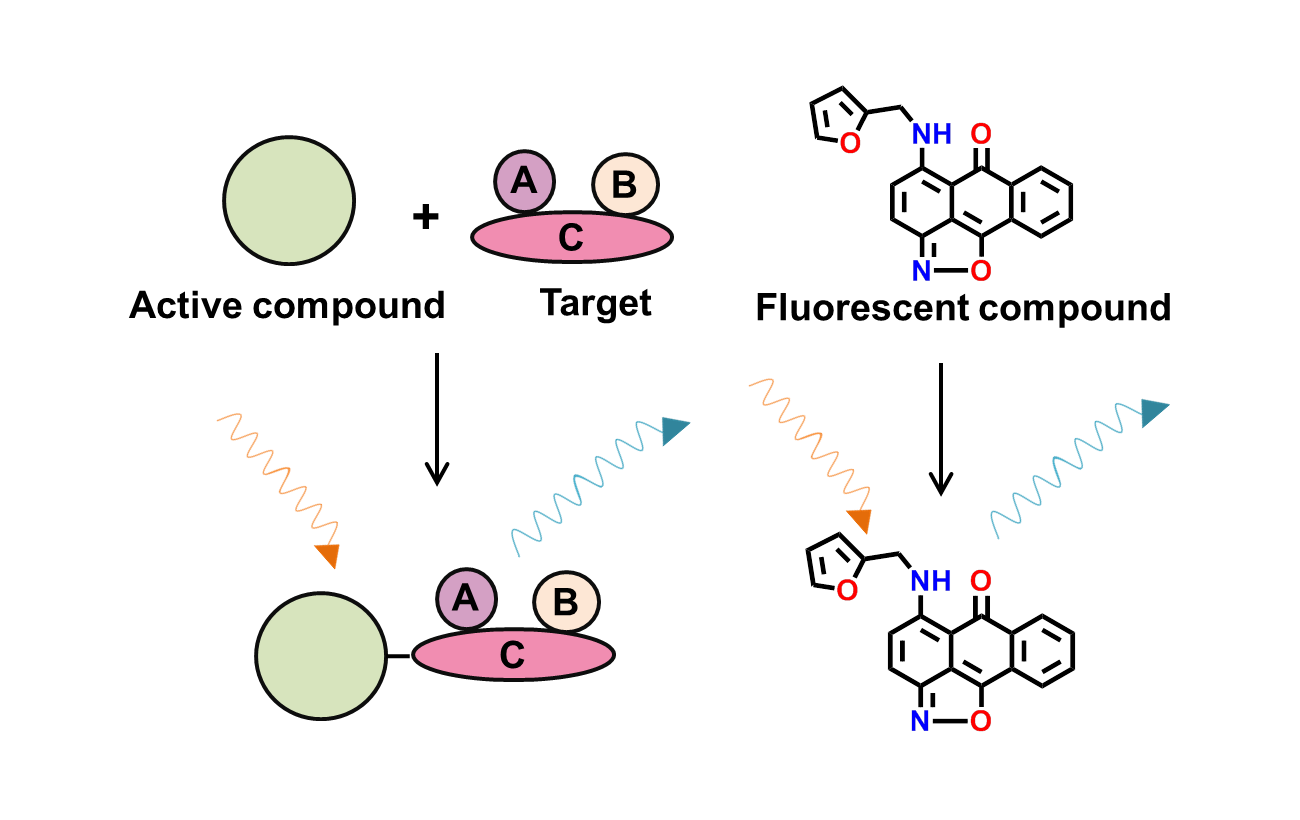 A
B
+
C
Active compound
Target
NH
O
O
N
O
Fluorescent compound
A
B
C
NH
O
O
N
O